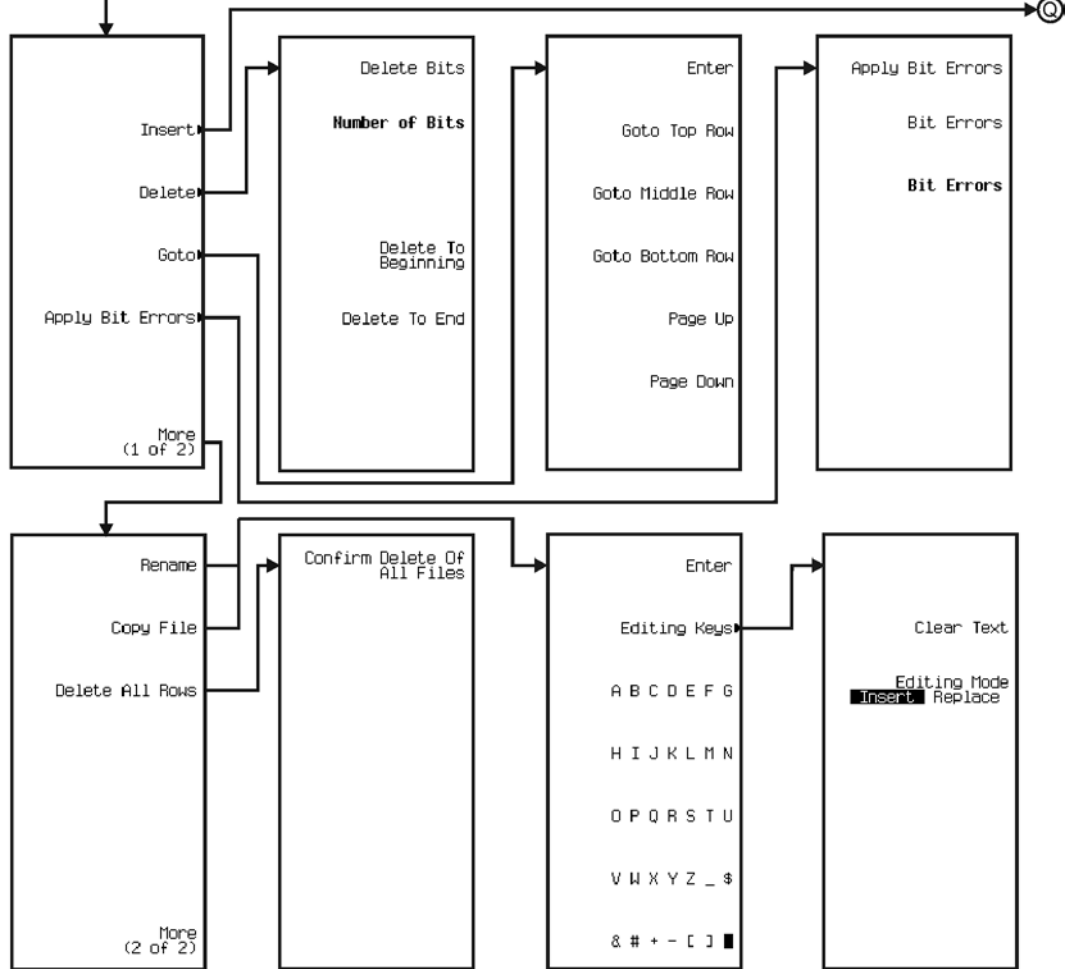 Q
Insert
Delete
Goto
Apply Bit Errors
More
(1 of 2)
Delete Bits
Number of Bits
Delete To
Beginning
Delete To End
Enter
Goto Top Row
Goto Middle Row
Goto Bottom Row
Page Up
Page Down
Apply Bit Errors
Bit Errors
Bit Errors
Rename
Copy File
Delete All Rows
More
(2 of 2)
Confirm Delete Of
All Files
Enter
Editing Keys
A B C D E F G
H I J K L M N
O P Q R S T U
V W X Y Z _ $
& # + - [ ] █
Clear Text
Editing Mode
Insert Replace